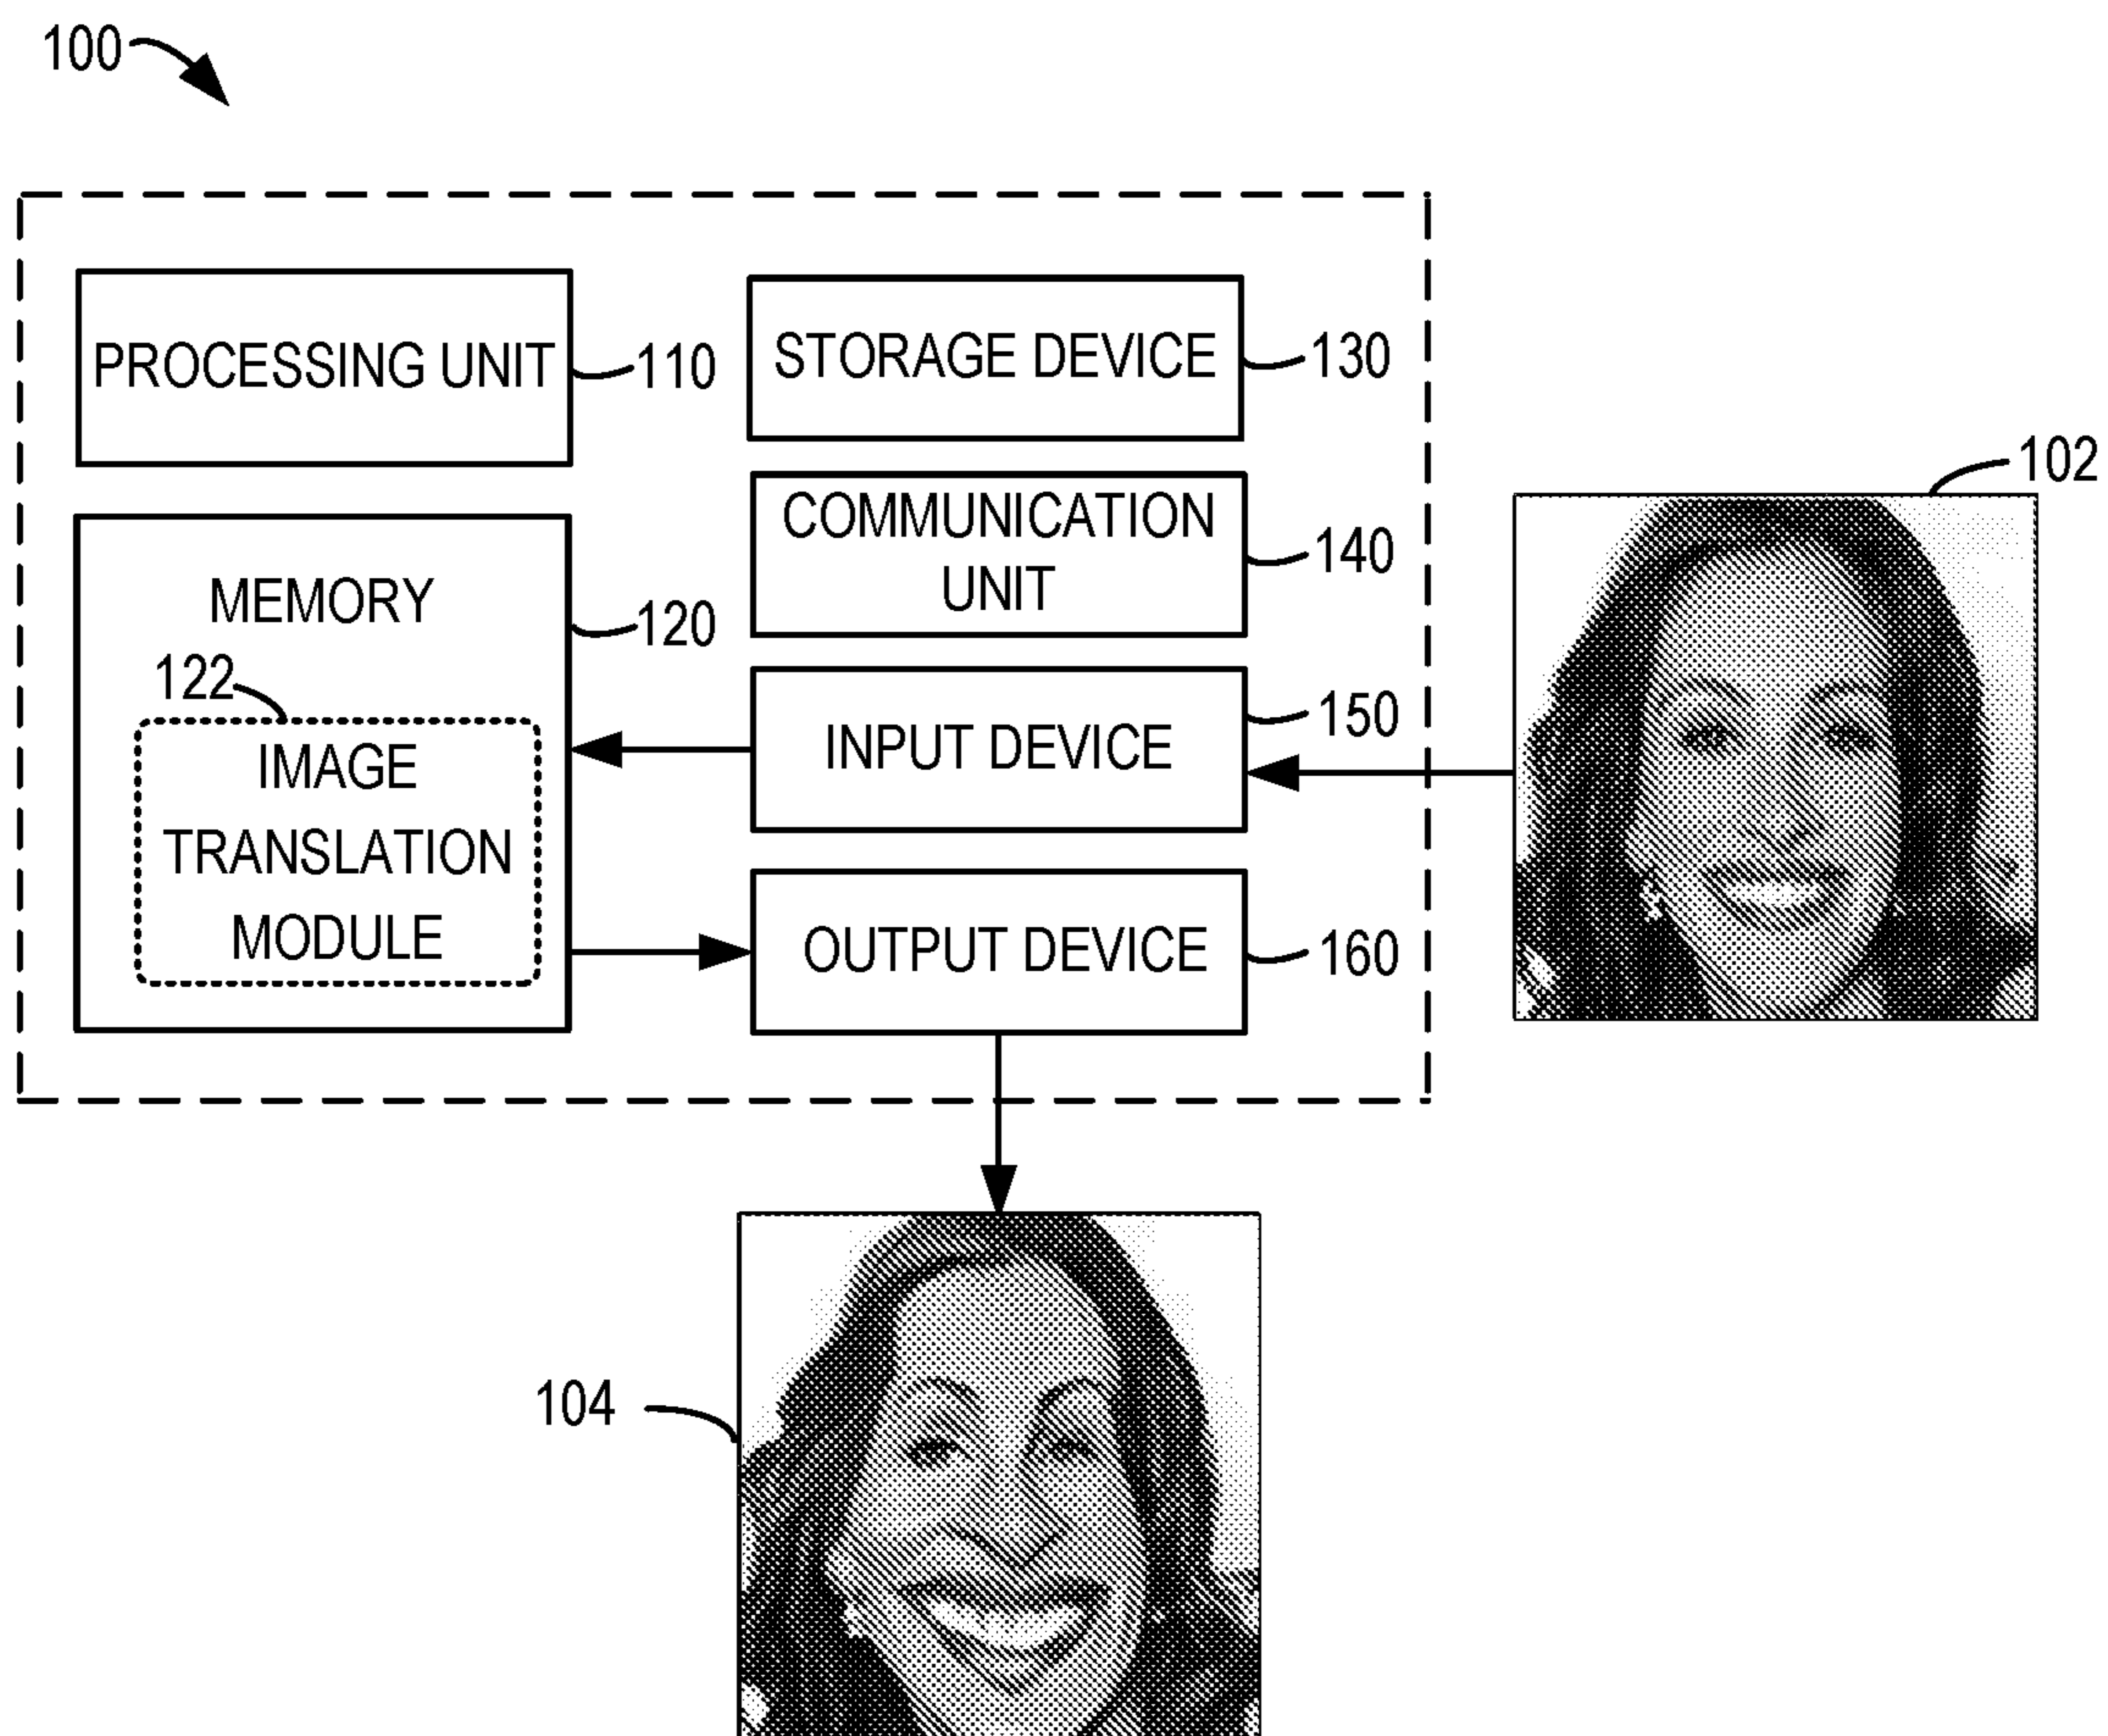 100
PROCESSING UNIT
110
STORAGE DEVICE
130
COMMUNICATION
UNIT
140
102
MEMORY
120
122
IMAGE
TRANSLATION
MODULE
INPUT DEVICE
150
OUTPUT DEVICE
160
104